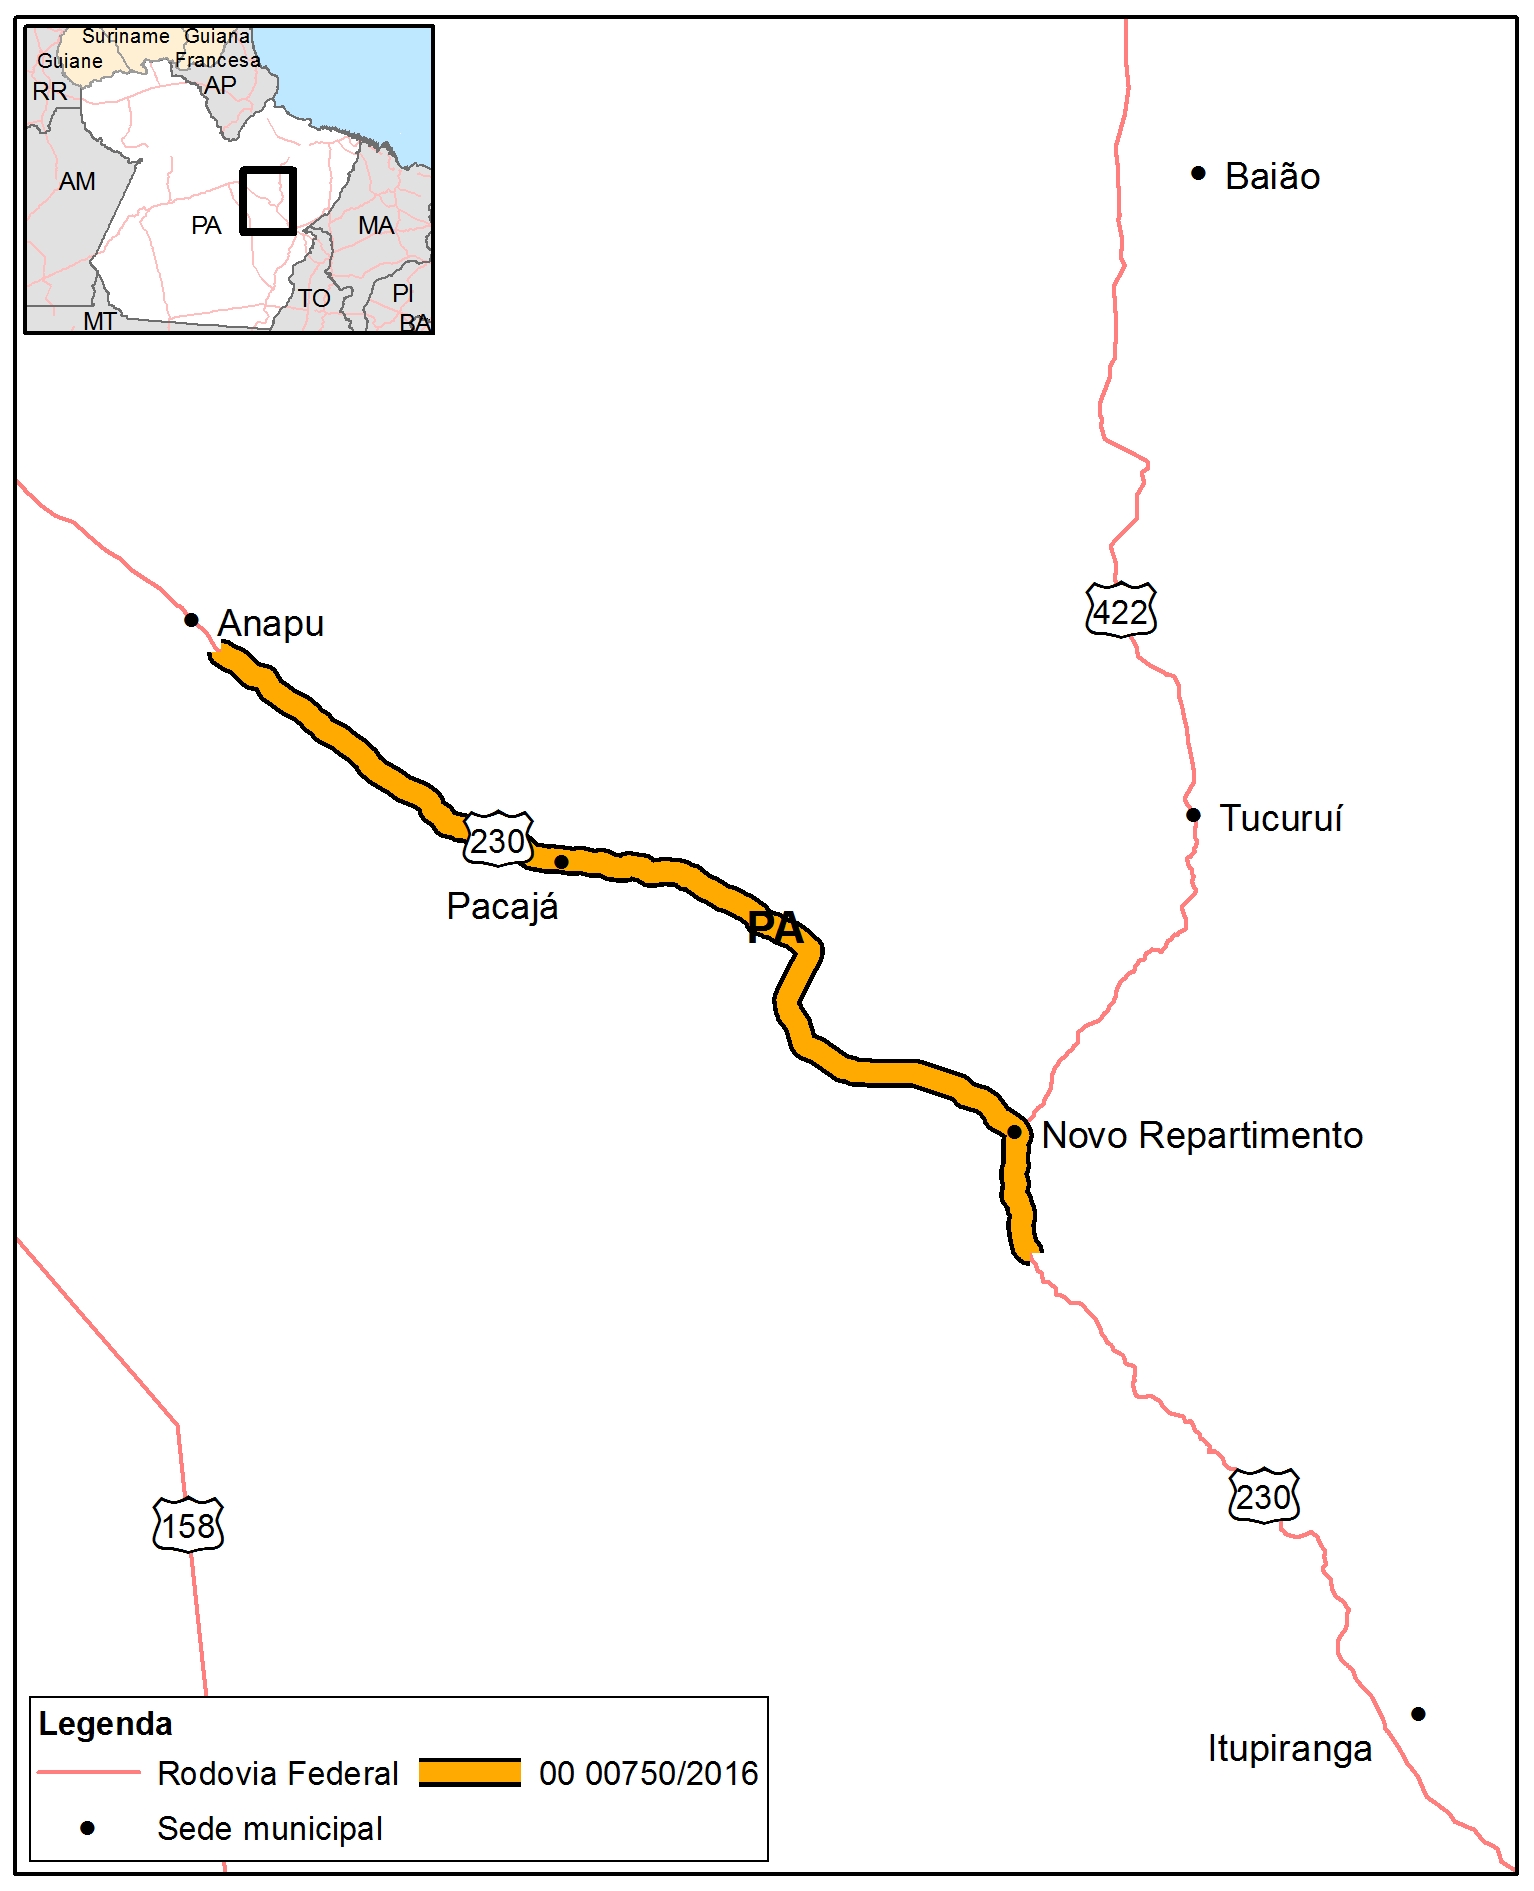 Suriname
Guiana
Guiane
Francesa
RR
AP
AM
PA
MA
TO
PI
MT
BA
Baião
422
Anapu
Tucuruí
230
Pacajá
PA
Novo Repartimento
230
158
Itupiranga
Legenda
Rodovia Federal
00 00750/2016
Sede municipal